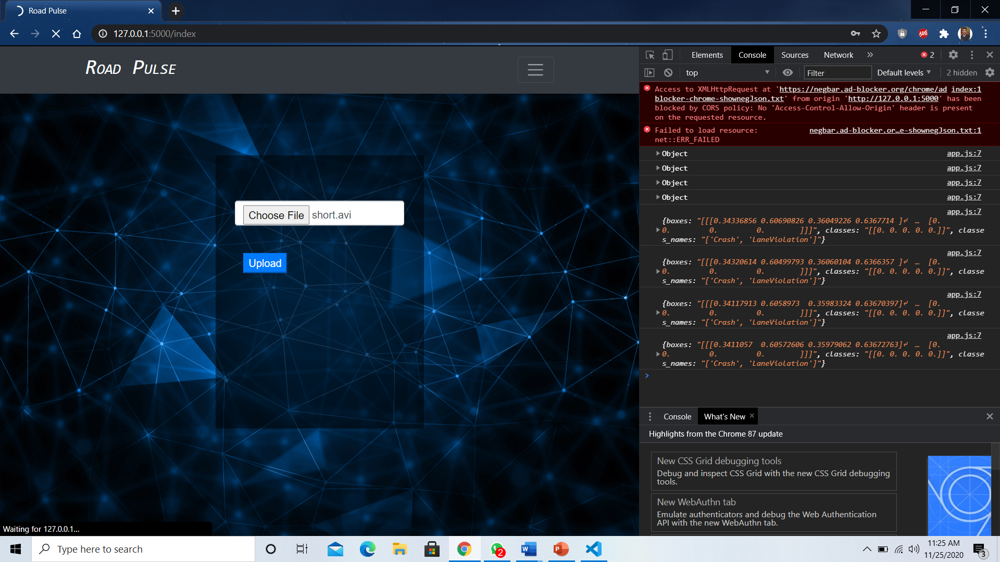 Road Pulse
127.0.0.1:5000/index
ROAD PULSE
Choose File short.avi
Upload
Waiting for 127.0.0.1...
Elements Console Sources Network 2
top Filter Default levels 2 hidden
Access to XMLHttpRequest at 'https://negbar.ad-blocker.org/chrome/ad index:1
blocker-chrome-shownegJson.txt' from origin 'http://127.0.0.1:5000' has been
blocked by CORS policy: No 'Access-Control-Allow-Origin' header is present
on the requested resource.
Failed to load resource: negbar.ad-blocker.or…e-shownegJson.txt:1
net::ERR_FAILED
Object app.js:7
Object app.js:7
Object app.js:7
Object app.js:7
app.js:7
{boxes: "[[[0.34336856 0.60690826 0.36049226 0.6367714 ]↵ … [0.
0. 0. 0. ]]]", classes: "[[0. 0. 0. 0. 0.]]", classe
s_names: "['Crash', 'LaneViolation']"}
app.js:7
{boxes: "[[[0.34320614 0.60499793 0.36060104 0.6366357 ]↵ … [0.
0. 0. 0. ]]]", classes: "[[0. 0. 0. 0. 0.]]", classe
s_names: "['Crash', 'LaneViolation']"}
app.js:7
{boxes: "[[[0.34117913 0.6058973 0.35983324 0.63670397]↵ … [0.
0. 0. 0. ]]]", classes: "[[0. 0. 0. 0. 0.]]", classe
s_names: "['Crash', 'LaneViolation']"}
app.js:7
{boxes: "[[[0.3411057 0.60572606 0.35979062 0.63672763]↵ … [0.
0. 0. 0. ]]]", classes: "[[0. 0. 0. 0. 0.]]", classe
s_names: "['Crash', 'LaneViolation']"}
Console What's New
Highlights from the Chrome 87 update
New CSS Grid debugging tools
Debug and inspect CSS Grid with the new CSS Grid debugging
tools.
New WebAuthn tab
Emulate authenticators and debug the Web Authentication
API with the new WebAuthn tab.
Type here to search
2
11:25 AM
11/25/2020
3